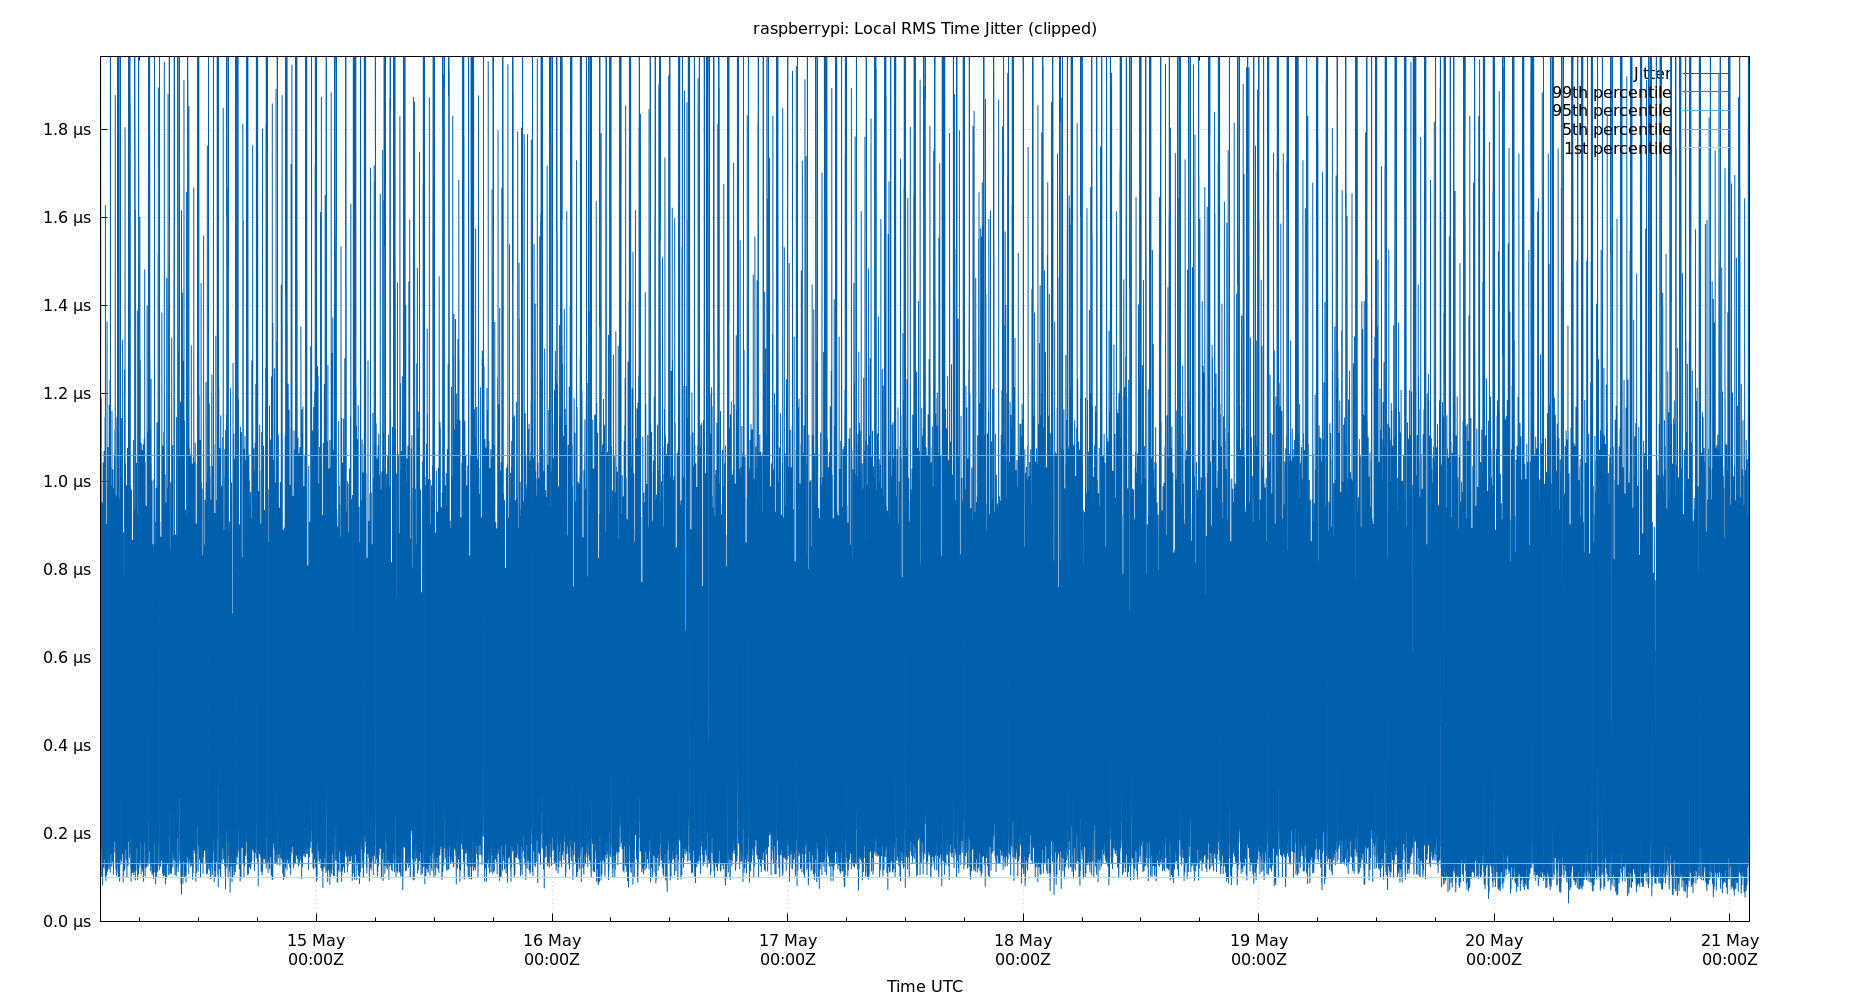 raspberrypi: Local RMS Time Jitter (clipped)
Jitter
99th percentile
95th percentile
5th percentile
1st percentile
1.8 µs
1.6 µs
1.4 µs
1.2 µs
1.0 µs
0.8 µs
0.6 µs
0.4 µs
0.2 µs
0.0 µs
15 May 16 May 17 May 18 May 19 May 20 May 21 May
00:00Z 00:00Z 00:00Z 00:00Z 00:00Z 00:00Z 00:00Z
Time UTC